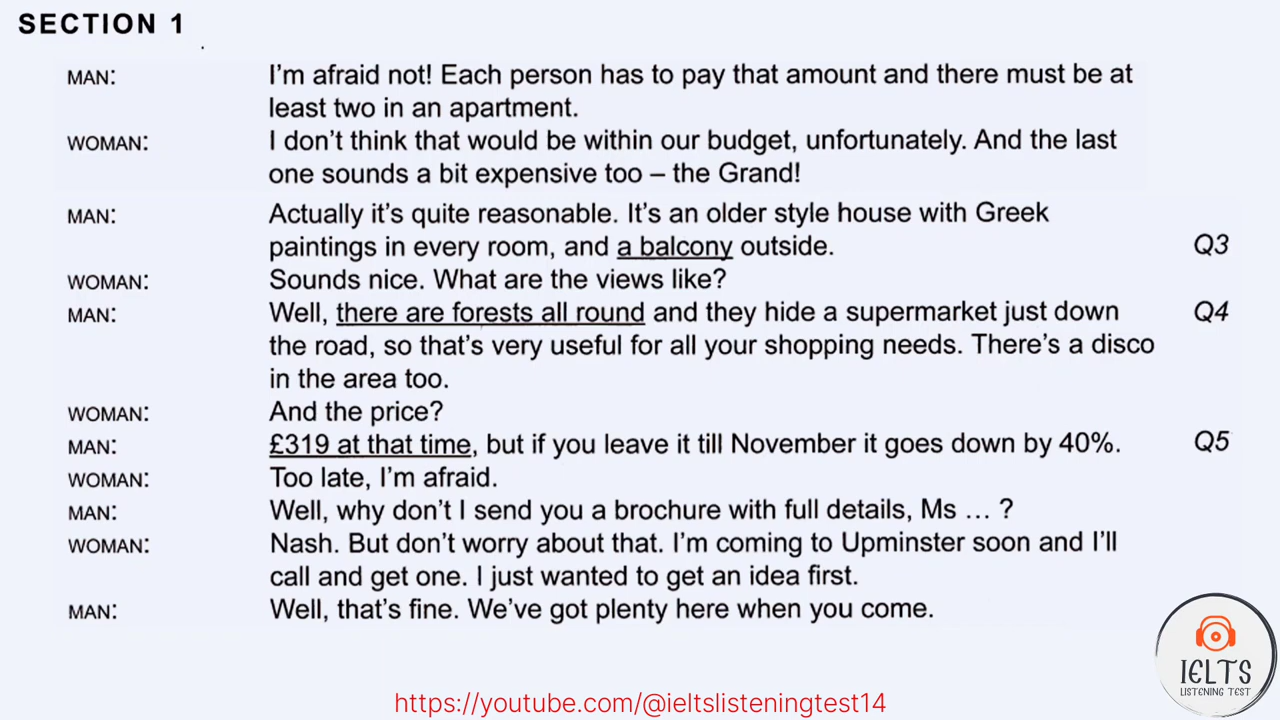 SECTION 1
MAN: I'm afraid not! Each person has to pay that amount and there must be at
least two in an apartment.
WOMAN: I don't think that would be within our budget, unfortunately. And the last
one sounds a bit expensive too – the Grand!
MAN: Actually it's quite reasonable. It's an older style house with Greek
paintings in every room, and a balcony outside. Q3
WOMAN: Sounds nice. What are the views like?
MAN: Well, there are forests all round and they hide a supermarket just down Q4
the road, so that's very useful for all your shopping needs. There's a disco
in the area too.
WOMAN: And the price?
MAN: £319 at that time, but if you leave it till November it goes down by 40%. Q5
WOMAN: Too late, I'm afraid.
MAN: Well, why don't I send you a brochure with full details, Ms … ?
WOMAN: Nash. But don't worry about that. I'm coming to Upminster soon and I'll
call and get one. I just wanted to get an idea first.
MAN: Well, that's fine. We've got plenty here when you come.
IELTS
LISTENING TEST
https://youtube.com/@ieltslisteningtest14